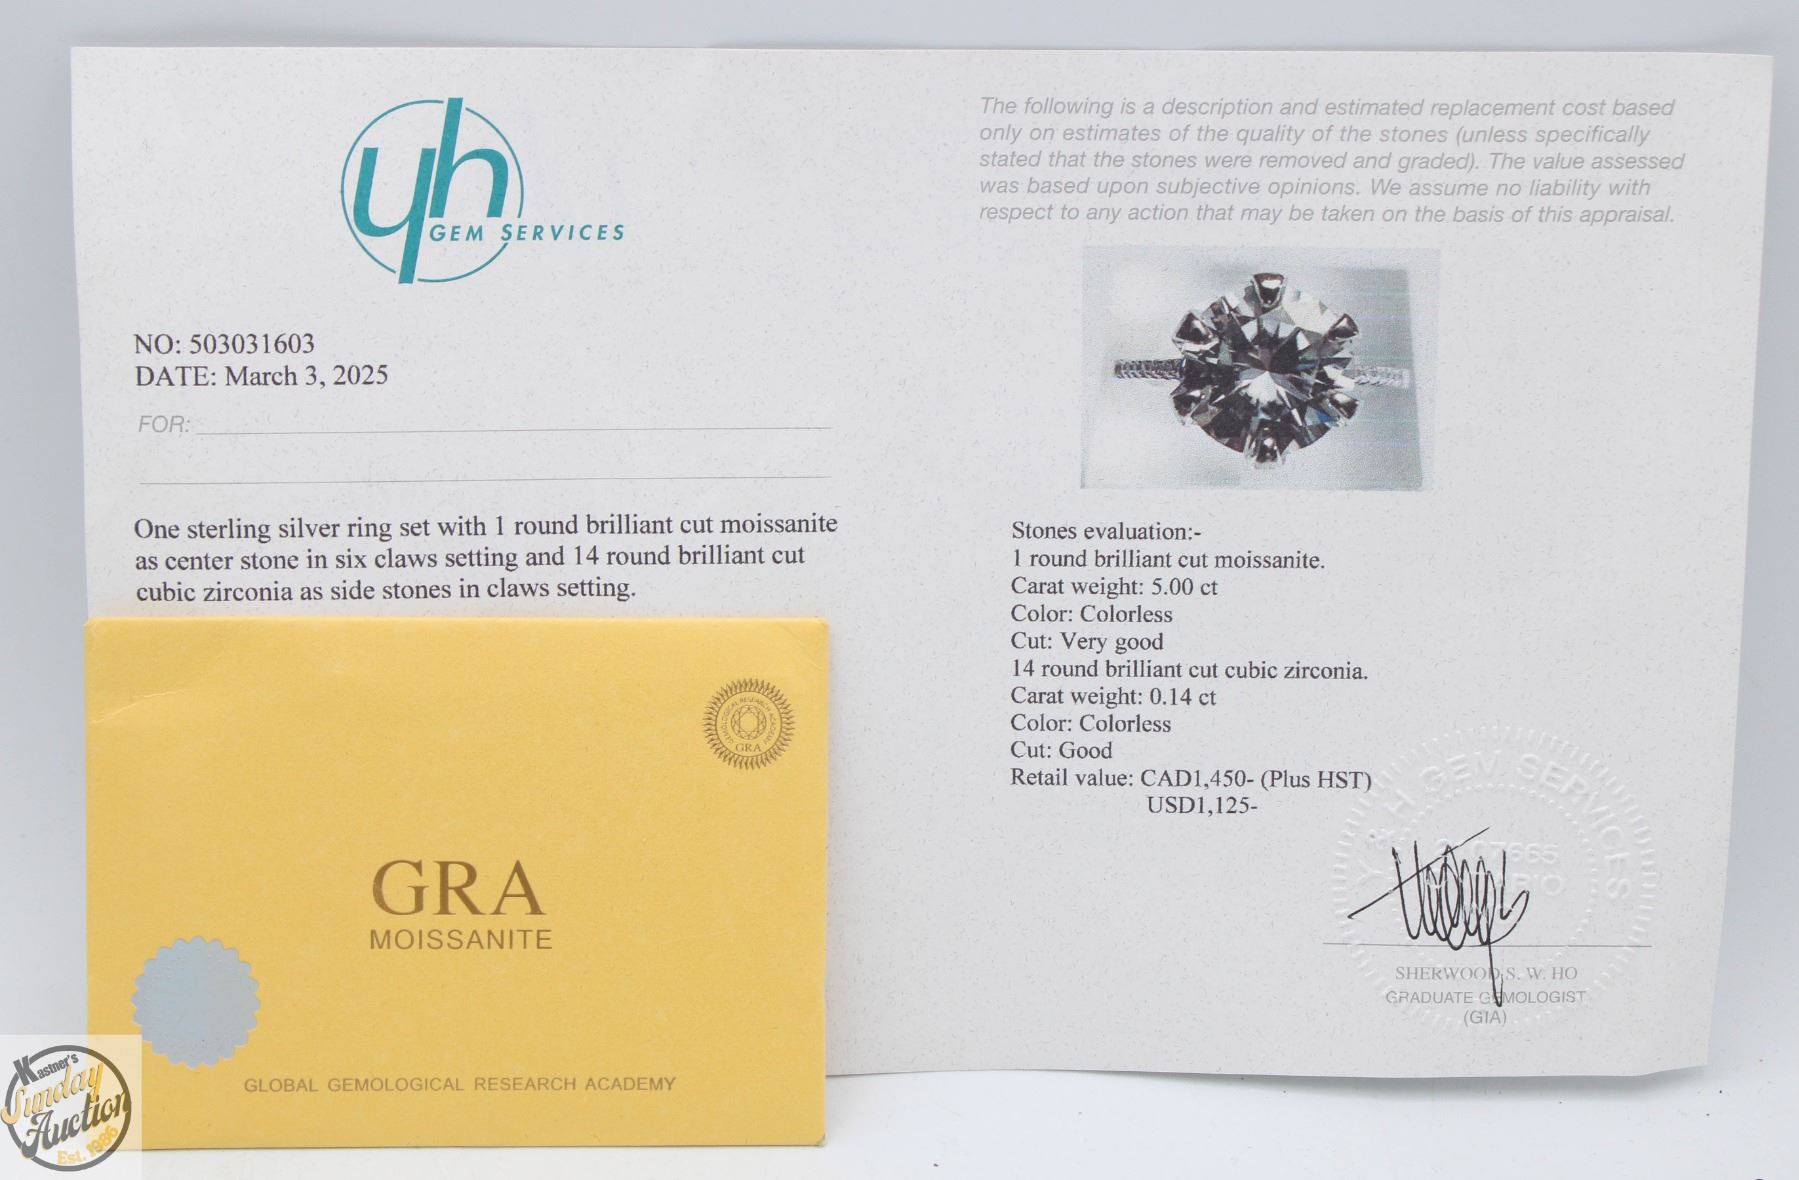 yh
GEM SERVICES
NO: 503031603
DATE: March 3, 2025
FOR:
One sterling silver ring set with 1 round brilliant cut moissanite
as center stone in six claws setting and 14 round brilliant cut
cubic zirconia as side stones in claws setting.
The following is a description and estimated replacement cost based
only on estimates of the quality of the stones (unless specifically
stated that the stones were removed and graded). The value assessed
was based upon subjective opinions. We assume no liability with
respect to any action that may be taken on the basis of this appraisal.
Stones evaluation:-
1 round brilliant cut moissanite.
Carat weight: 5.00 ct
Color: Colorless
Cut: Very good
14 round brilliant cut cubic zirconia.
Carat weight: 0.14 ct
Color: Colorless
Cut: Good
Retail value: CAD1,450- (Plus HST)
USD1,125-
Y & H GEM SERVICES
SHERWOOD S. W. HO
GRADUATE GEMOLOGIST
(GIA)
GEMOLOGICAL RESEARCH ACADEMY
GRA
GRA
MOISSANITE
GLOBAL GEMOLOGICAL RESEARCH ACADEMY
Kastner's
Sunday
Auction
Est. 1986